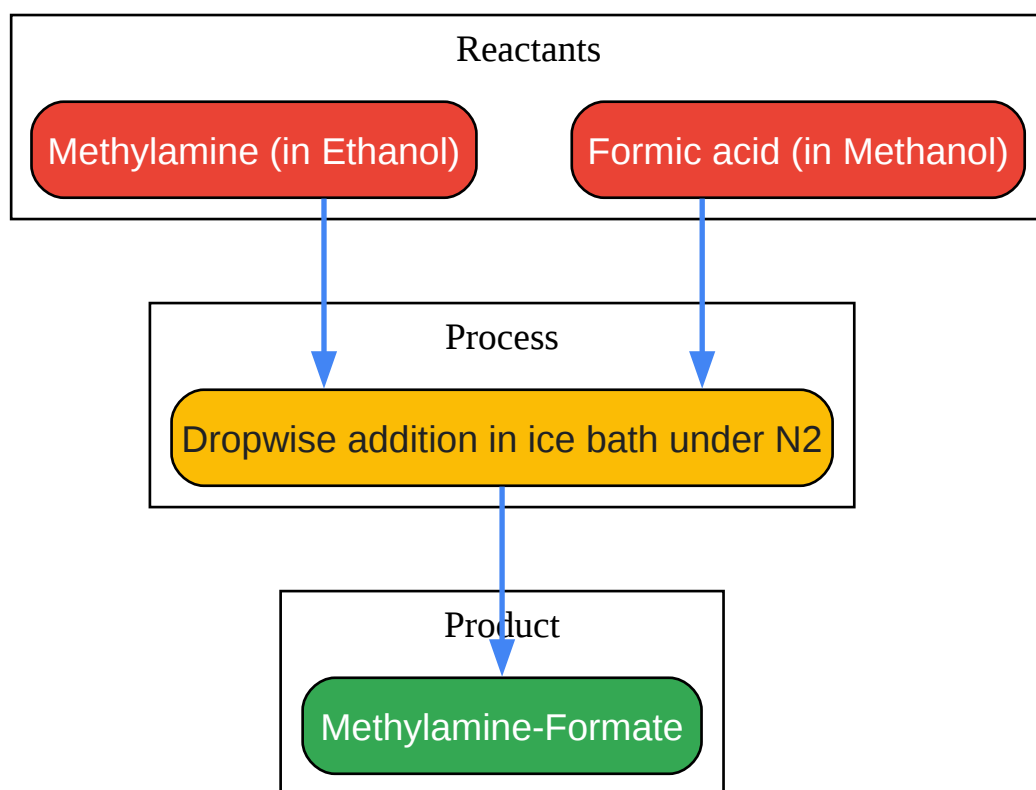 Reactants
Methylamine (in Ethanol)
Formic acid (in Methanol)
Process
Dropwise addition in ice bath under N2
Product
Methylamine-Formate